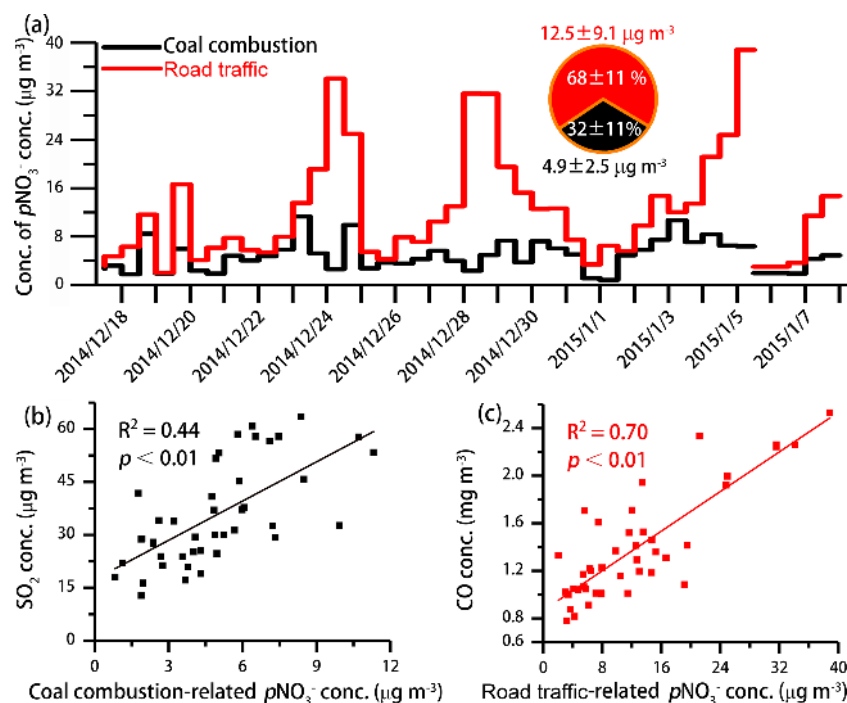 (a)
Coal combustion
Road traffic
12.5±9.1 μg m⁻³
68±11 %
32±11%
4.9±2.5 μg m⁻³
Conc. of pNO₃⁻ conc. (μg m⁻³)
40
32
24
16
8
0
2014/12/18
2014/12/20
2014/12/22
2014/12/24
2014/12/26
2014/12/28
2014/12/30
2015/1/1
2015/1/3
2015/1/5
2015/1/7
(b)
R² = 0.44
p < 0.01
SO₂ conc. (μg m⁻³)
60
45
30
15
0
0 3 6 9 12
Coal combustion-related pNO₃⁻ conc. (μg m⁻³)
(c)
R² = 0.70
p < 0.01
CO conc. (mg m⁻³)
2.4
1.8
1.2
0.6
0 8 16 24 32 40
Road traffic-related pNO₃⁻ conc. (μg m⁻³)